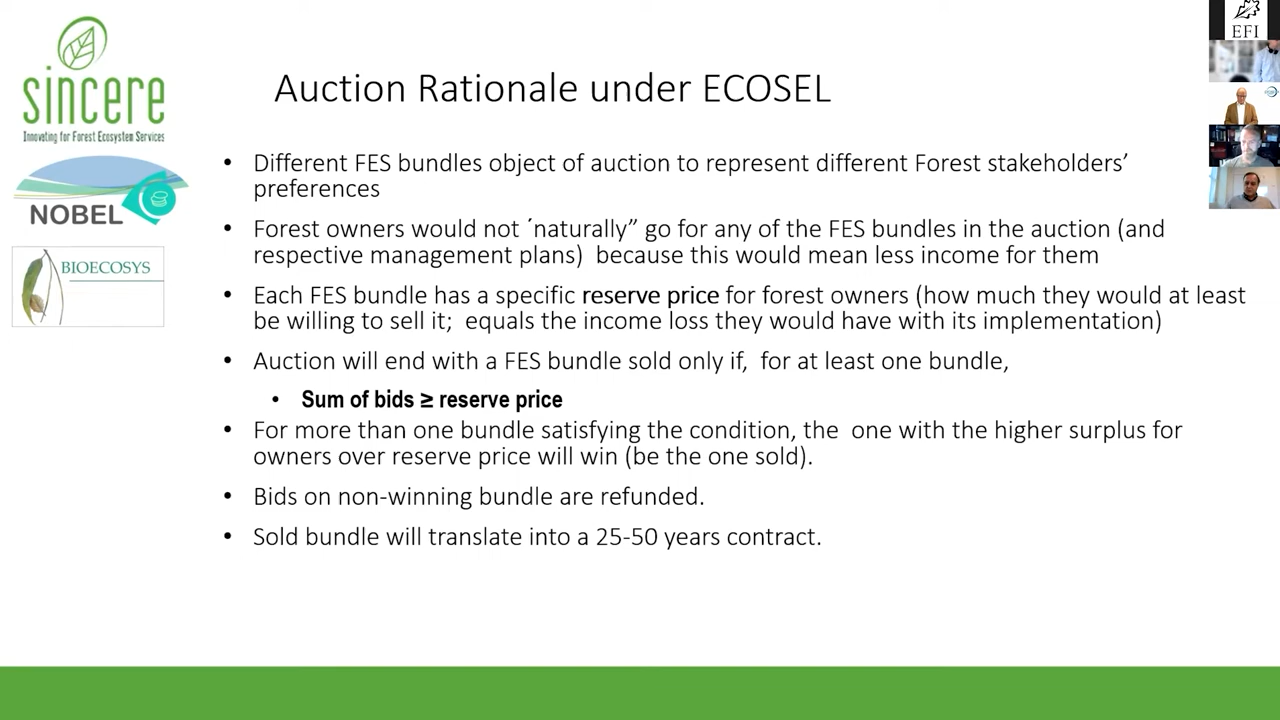 EFI
sincere
Innovating for Forest Ecosystem Services
NOBEL
BIOECOSYS
Auction Rationale under ECOSEL
• Different FES bundles object of auction to represent different Forest stakeholders’
preferences
• Forest owners would not ´naturally” go for any of the FES bundles in the auction (and
respective management plans) because this would mean less income for them
• Each FES bundle has a specific reserve price for forest owners (how much they would at least
be willing to sell it; equals the income loss they would have with its implementation)
• Auction will end with a FES bundle sold only if, for at least one bundle,
• Sum of bids ≥ reserve price
• For more than one bundle satisfying the condition, the one with the higher surplus for
owners over reserve price will win (be the one sold).
• Bids on non-winning bundle are refunded.
• Sold bundle will translate into a 25-50 years contract.